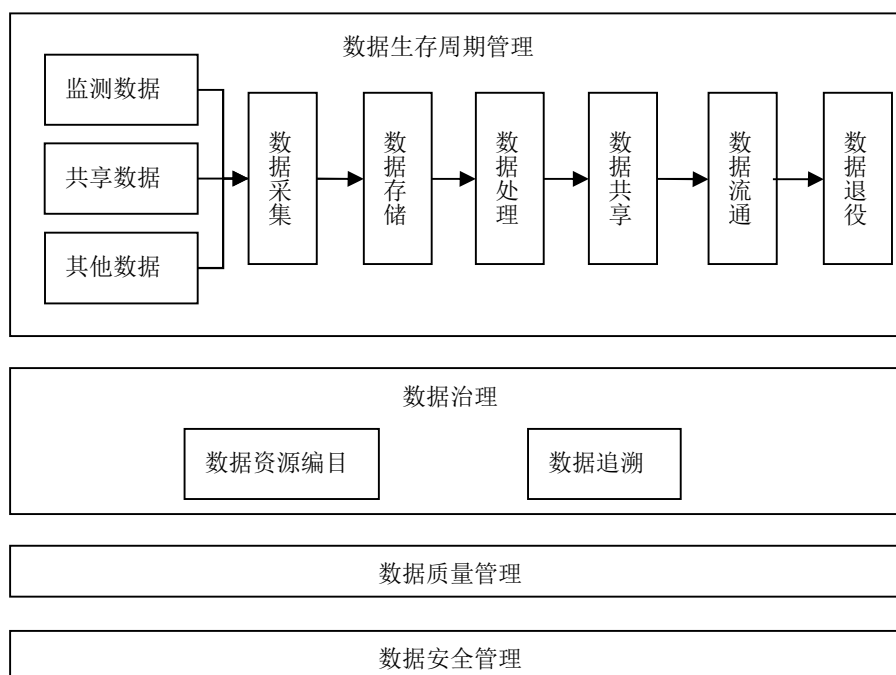 数据生存周期管理
监测数据
共享数据
其他数据
数据采集
数据存储
数据处理
数据共享
数据流通
数据退役
数据治理
数据资源编目
数据追溯
数据质量管理
数据安全管理